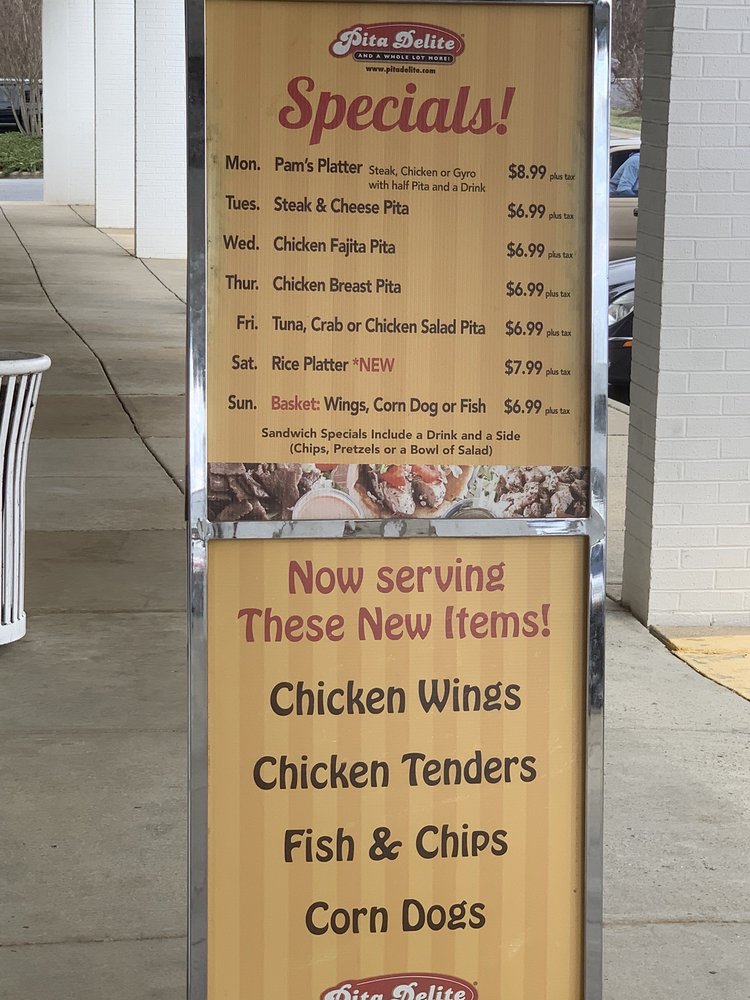 Pita Delite
AND A WHOLE LOT MORE!
www.pitadelite.com
Specials!
Mon. Pam's Platter Steak, Chicken or Gyro $8.99 plus tax
with half Pita and a Drink
Tues. Steak & Cheese Pita $6.99 plus tax
Wed. Chicken Fajita Pita $6.99 plus tax
Thur. Chicken Breast Pita $6.99 plus tax
Fri. Tuna, Crab or Chicken Salad Pita $6.99 plus tax
Sat. Rice Platter *NEW $7.99 plus tax
Sun. Basket: Wings, Corn Dog or Fish $6.99 plus tax
Sandwich Specials Include a Drink and a Side
(Chips, Pretzels or a Bowl of Salad)
Now serving
These New Items!
Chicken Wings
Chicken Tenders
Fish & Chips
Corn Dogs
Pita Delite